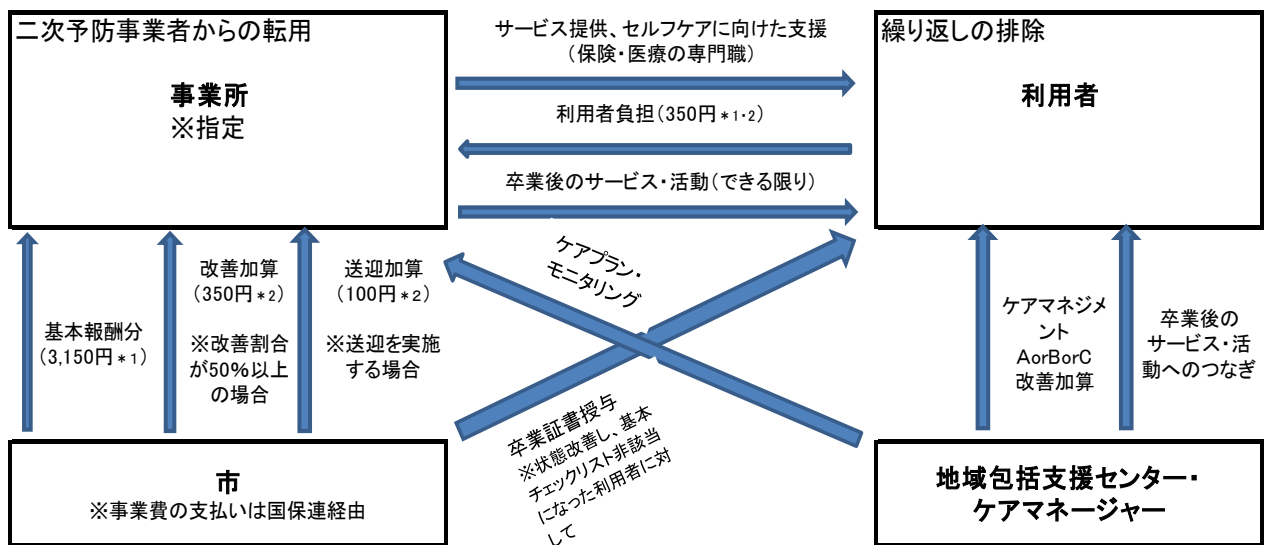 二次予防事業者からの転用
事業所
※指定
サービス提供、セルフケアに向けた支援
(保険・医療の専門職)
利用者負担(350円*1・2)
卒業後のサービス・活動(できる限り)
繰り返しの排除
利用者
基本報酬分
(3,150円*1)
改善加算
(350円*2)
※改善割合
が50%以上
の場合
送迎加算
(100円*2)
※送迎を実施
する場合
ケアプラン・
モニタリング
卒業証書授与
※状態改善し、基本
チェックリスト非該当
になった利用者に対
して
ケアマネジメ
ント
AorBorC
改善加算
卒業後の
サービス・活
動へのつなぎ
市
※事業費の支払いは国保連経由
地域包括支援センター・
ケアマネージャー